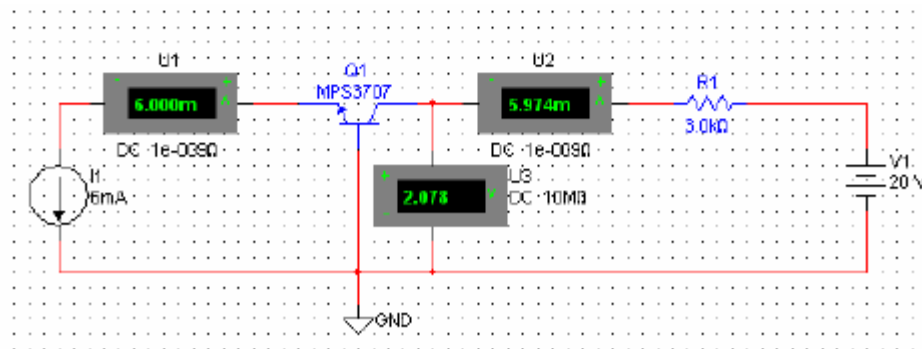 U1
6.000m
A
DC 1e-009Ω
Q1
MPS3707
U2
5.974m
A
DC 1e-009Ω
R1
3.0kΩ
V1
20 V
I1
6mA
U3
2.078
V
DC 10MΩ
GND